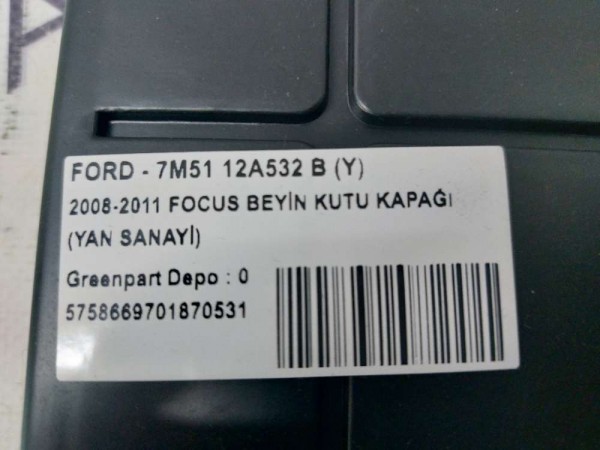 FORD - 7M51 12A532 B (Y)
2008-2011 FOCUS BEYİN KUTU KAPAĞI
(YAN SANAYİ)
Greenpart Depo : 0
5758669701870531